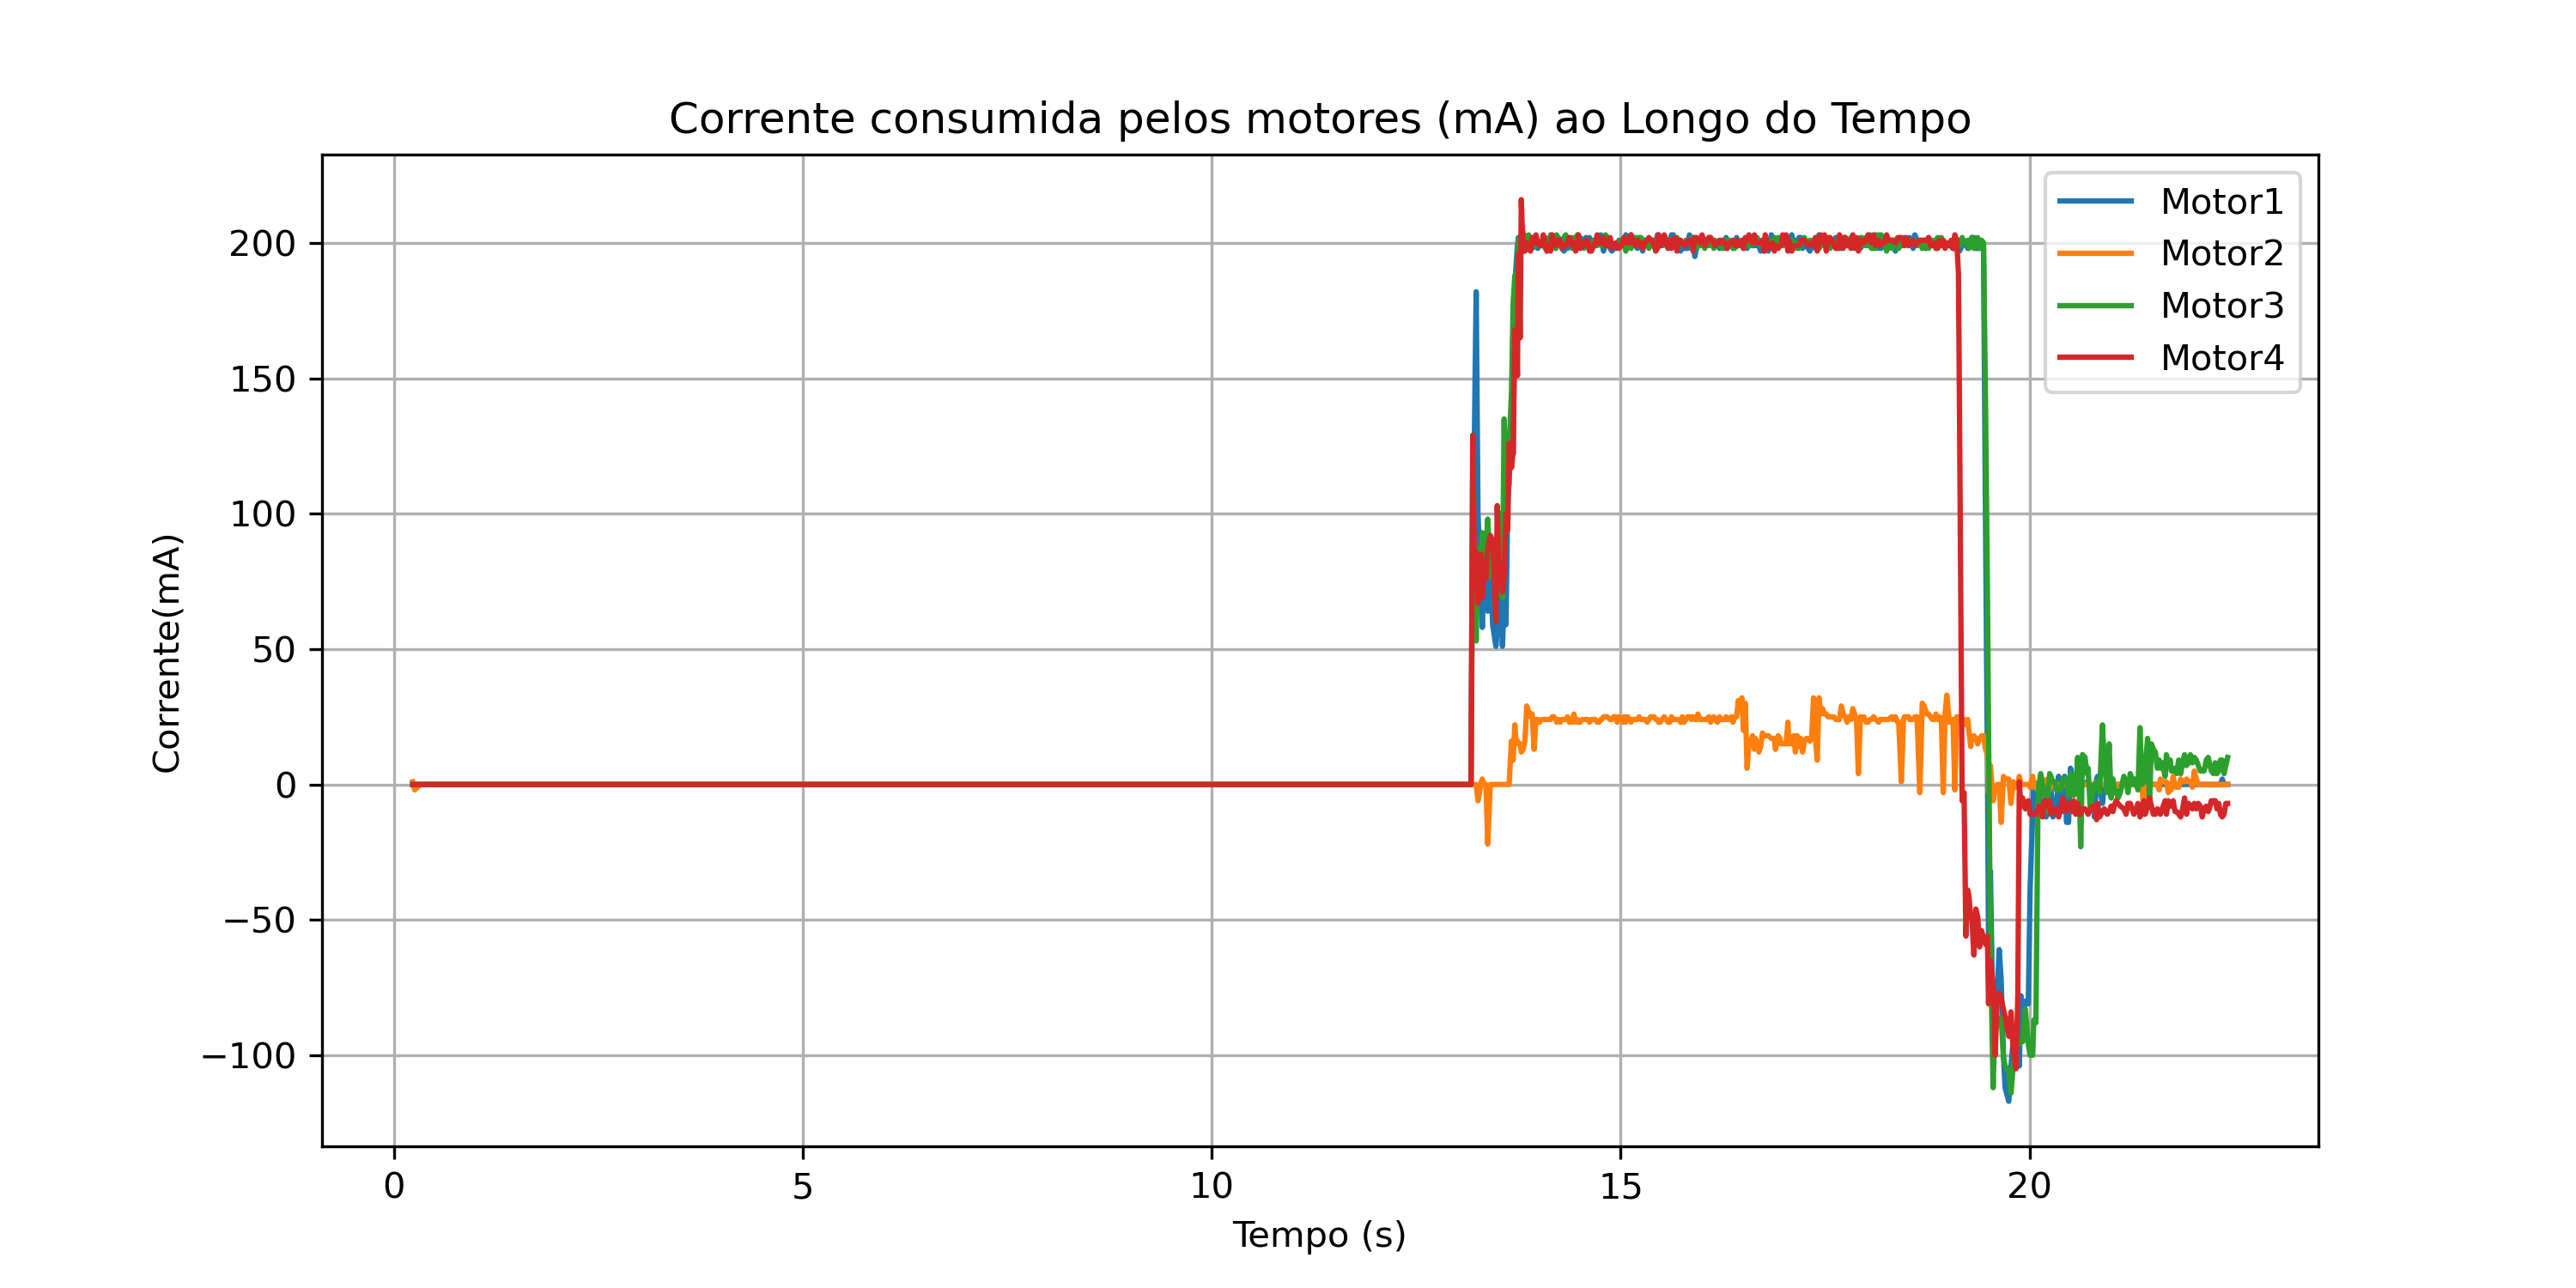 Corrente consumida pelos motores (mA) ao Longo do Tempo
Motor1
Motor2
Motor3
Motor4
Corrente(mA)
200
150
100
50
0
−50
−100
0 5 10 15 20
Tempo (s)